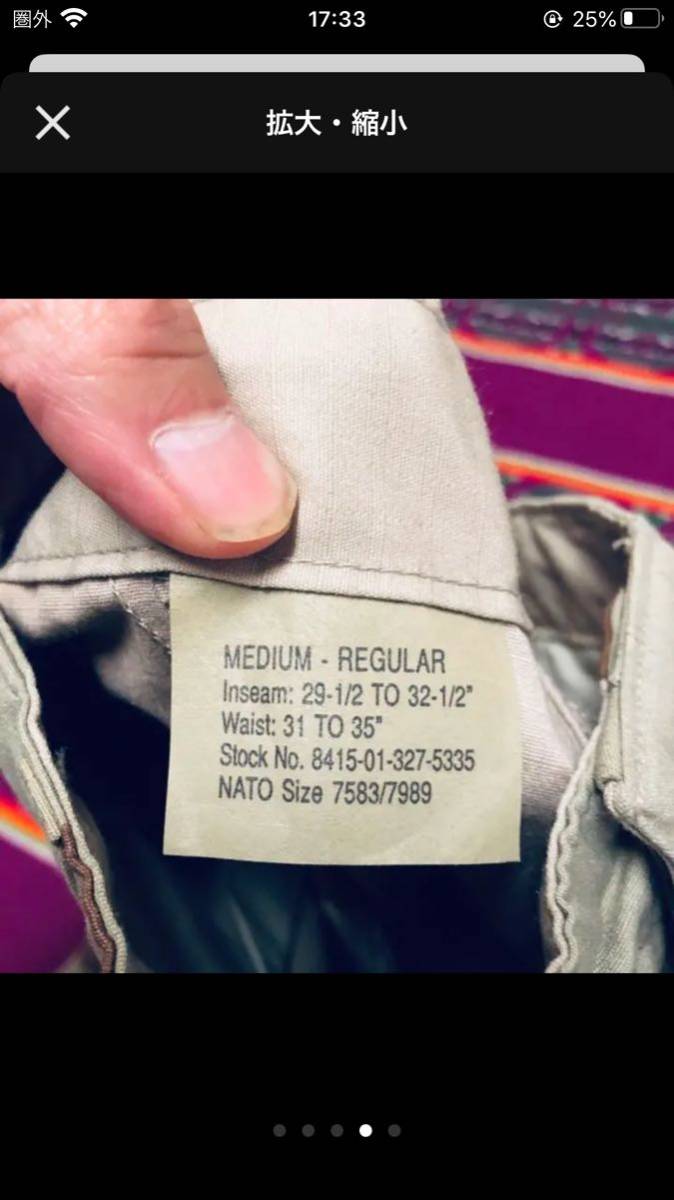 圏外 17:33 25%
拡大・縮小
MEDIUM - REGULAR
Inseam: 29-1/2 TO 32-1/2"
Waist: 31 TO 35"
Stock No. 8415-01-327-5335
NATO Size 7583/7989